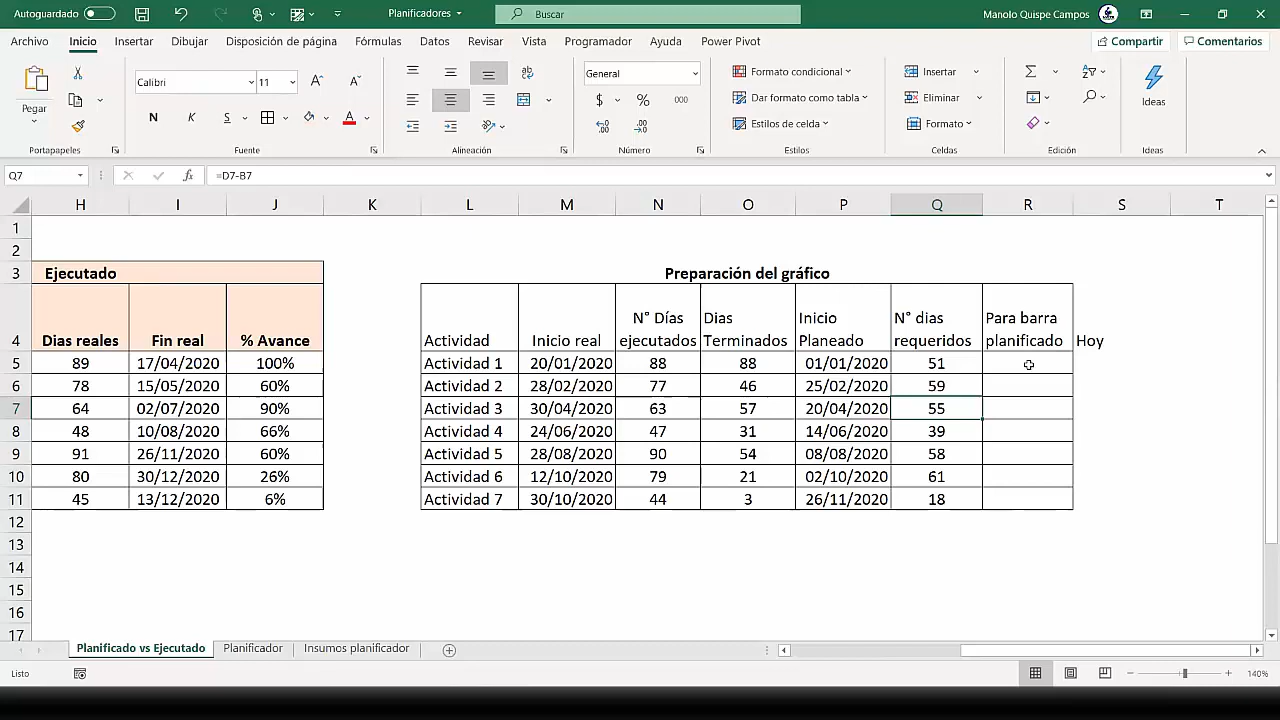 Autoguardado
Planificadores
Buscar
Manolo Quispe Campos
Archivo Inicio Insertar Dibujar Disposición de página Fórmulas Datos Revisar Vista Programador Ayuda Power Pivot Compartir Comentarios
Pegar
Portapapeles
Calibri 11
N K S
Fuente
Alineación
General
$ % 000
Número
Formato condicional
Dar formato como tabla
Estilos de celda
Estilos
Insertar
Eliminar
Formato
Celdas
Edición
Ideas
Ideas
Q7 fx =D7-B7
H I J K L M N O P Q R S T
1
2
3 Ejecutado Preparación del gráfico
N° Días Dias Inicio N° dias Para barra
4 Dias reales Fin real % Avance Actividad Inicio real ejecutados Terminados Planeado requeridos planificado Hoy
5 89 17/04/2020 100% Actividad 1 20/01/2020 88 88 01/01/2020 51
6 78 15/05/2020 60% Actividad 2 28/02/2020 77 46 25/02/2020 59
7 64 02/07/2020 90% Actividad 3 30/04/2020 63 57 20/04/2020 55
8 48 10/08/2020 66% Actividad 4 24/06/2020 47 31 14/06/2020 39
9 91 26/11/2020 60% Actividad 5 28/08/2020 90 54 08/08/2020 58
10 80 30/12/2020 26% Actividad 6 12/10/2020 79 21 02/10/2020 61
11 45 13/12/2020 6% Actividad 7 30/10/2020 44 3 26/11/2020 18
12
13
14
15
16
17
Planificado vs Ejecutado Planificador Insumos planificador
Listo
140%